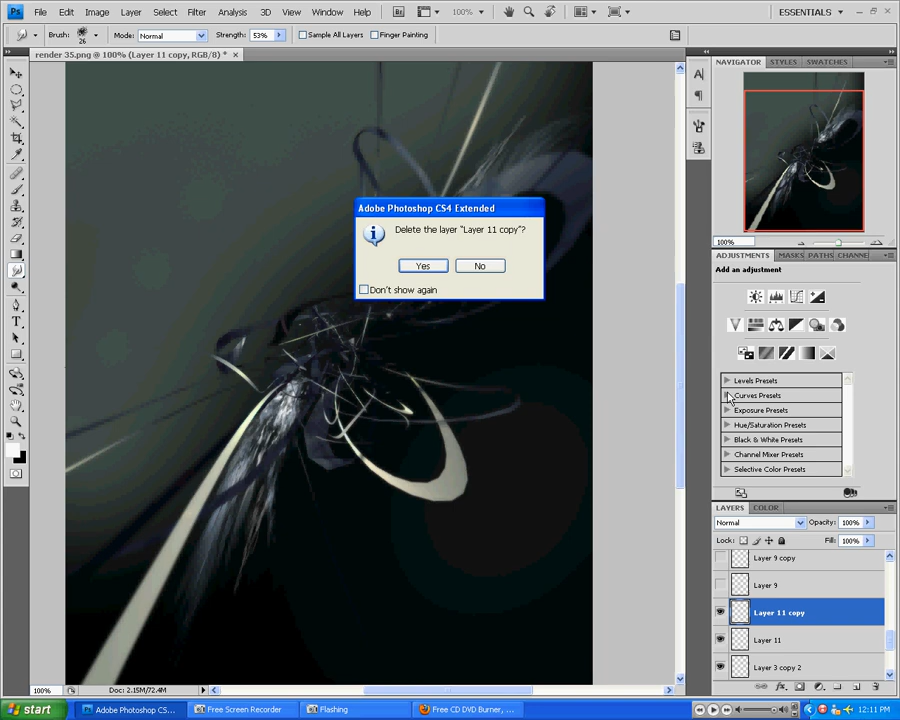 Ps File Edit Image Layer Select Filter Analysis 3D View Window Help Br 100% ESSENTIALS
Brush: 26 Mode: Normal Strength: 53% Sample All Layers Finger Painting
render 35.png @ 100% (Layer 11 copy, RGB/8) *
NAVIGATOR STYLES SWATCHES
Adobe Photoshop CS4 Extended
Delete the layer "Layer 11 copy"?
Yes No
Don't show again
100%
ADJUSTMENTS MASKS PATHS CHANNE
Add an adjustment
Levels Presets
Curves Presets
Exposure Presets
Hue/Saturation Presets
Black & White Presets
Channel Mixer Presets
Selective Color Presets
LAYERS COLOR
Normal Opacity: 100%
Lock: Fill: 100%
Layer 9 copy
Layer 9
Layer 11 copy
Layer 11
Layer 3 copy 2
100% Doc: 2.15M/72.4M
start Adobe Photoshop CS... Free Screen Recorder Flashing Free CD DVD Burner, ... 12:11 PM